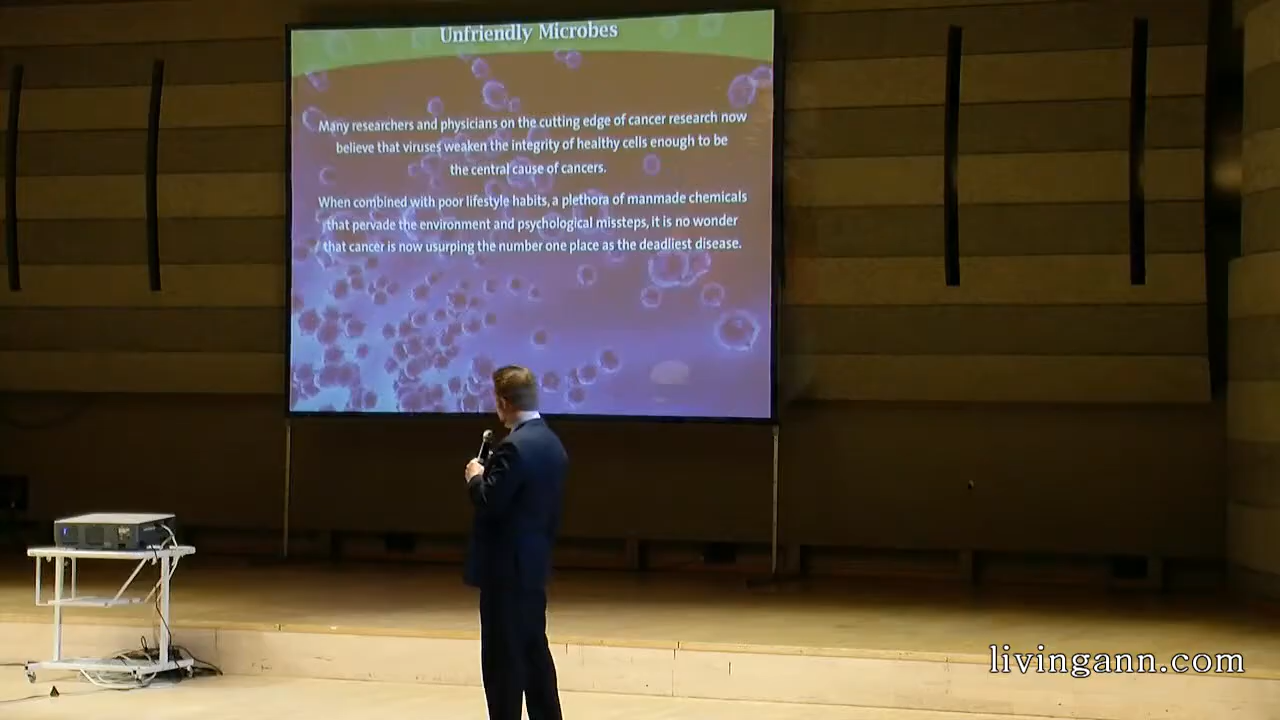 Unfriendly Microbes
Many researchers and physicians on the cutting edge of cancer research now
believe that viruses weaken the integrity of healthy cells enough to be
the central cause of cancers.
When combined with poor lifestyle habits, a plethora of manmade chemicals
that pervade the environment and psychological missteps, it is no wonder
that cancer is now usurping the number one place as the deadliest disease.
livingann.com